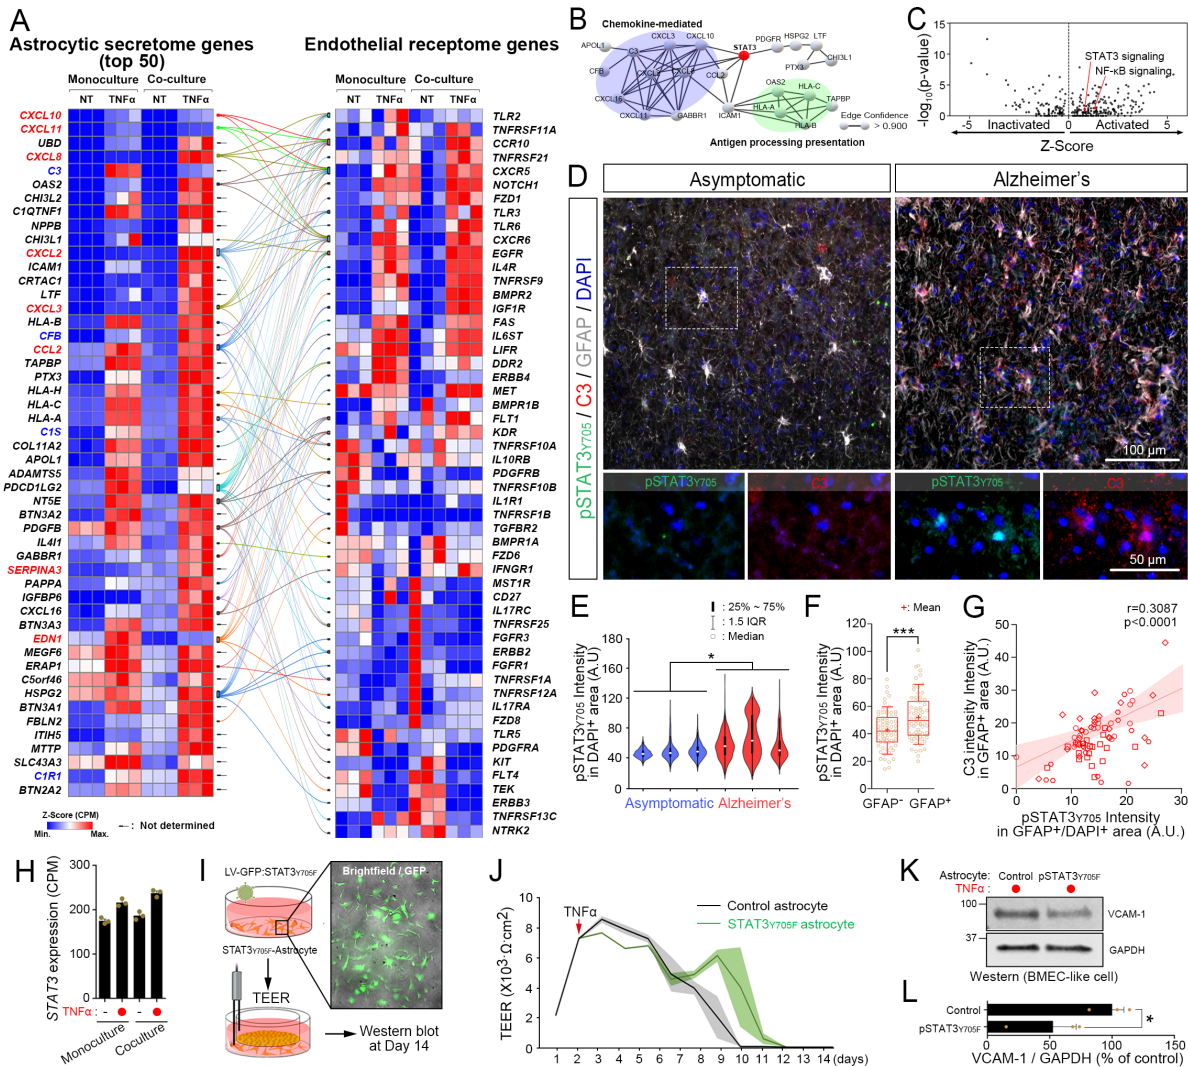 A
Astrocytic secretome genes
(top 50)
Endothelial receptome genes
Monoculture
Co-culture
Monoculture
Co-culture
NT
TNFα
NT
TNFα
NT
TNFα
NT
TNFα
CXCL10
CXCL11
UBD
CXCL8
C3
OAS2
CHI3L2
C1QTNF1
NPPB
CHI3L1
CXCL2
ICAM1
CRTAC1
LTF
CXCL3
HLA-B
CFB
CCL2
TAPBP
PTX3
HLA-H
HLA-C
HLA-A
C1S
COL11A2
APOL1
ADAMTS5
PDCD1LG2
NT5E
BTN3A2
PDGFB
IL4I1
GABBR1
SERPINA3
PAPPA
IGFBP6
CXCL16
BTN3A3
EDN1
MEGF6
ERAP1
C5orf46
HSPG2
BTN3A1
FBLN2
ITIH5
MTTP
SLC43A3
C1R1
BTN2A2
TLR2
TNFRSF11A
CCR10
TNFRSF21
CXCR5
NOTCH1
FZD1
TLR3
TLR6
CXCR6
EGFR
IL4R
TNFRSF9
BMPR2
IGF1R
FAS
IL6ST
LIFR
DDR2
ERBB4
MET
BMPR1B
FLT1
KDR
TNFRSF10A
IL10RB
PDGFRB
TNFRSF10B
IL1R1
TNFRSF1B
TGFBR2
BMPR1A
FZD6
IFNGR1
MST1R
CD27
IL17RC
TNFRSF25
FGFR3
ERBB2
FGFR1
TNFRSF1A
TNFRSF12A
IL17RA
FZD8
TLR5
PDGFRA
KIT
FLT4
TEK
ERBB3
TNFRSF13C
NTRK2
Z-Score (CPM)
Min.
Max.
: Not determined
B
Chemokine-mediated
APOL1
CXCL3
CXCL10
C3
STAT3
PDGFR
HSPG2
LTF
CHI3L1
CFB
CCL2
PTX3
OAS2
HLA-C
CXCL16
HLA-A
TAPBP
CXCL11
GABBR1
ICAM1
HLA-B
Edge Confidence
> 0.900
Antigen processing presentation
C
-log10(p-value)
15
10
5
0
STAT3 signaling
NF-κB signaling
Inactivated
Activated
-5
0
5
Z-Score
D
Asymptomatic
Alzheimer's
pSTAT3Y705 / C3 / GFAP / DAPI
100 µm
pSTAT3Y705
C3
pSTAT3Y705
C3
50 µm
E
: 25% ~ 75%
: 1.5 IQR
: Median
pSTAT3Y705 Intensity
in DAPI+ area (A.U)
180
160
120
80
40
0
*
Asymptomatic
Alzheimer's
F
+: Mean
pSTAT3Y705 Intensity
in DAPI+ area (A.U)
120
100
80
60
40
20
0
***
GFAP-
GFAP+
G
r=0.3087
p<0.0001
C3 intensity Intensity
in GFAP+ area (A.U.)
50
40
30
20
10
0
0
10
20
30
pSTAT3Y705 Intensity
in GFAP+/DAPI+ area (A.U.)
H
STAT3 expression (CPM)
300
200
100
0
TNFα :
-
-
Monoculture
Coculture
I
LV-GFP:STAT3Y705F
STAT3Y705F-Astrocyte
TEER
Western blot
at Day 14
Brightfield / GFP
J
TEER (X10³·Ω·cm2)
10
8
6
4
2
0
TNFα
Control astrocyte
STAT3Y705F astrocyte
1 2 3 4 5 6 7 8 9 10 11 12 13 14 (days)
K
Astrocyte: Control pSTAT3Y705F
TNFα :
100
37
VCAM-1
GAPDH
Western (BMEC-like cell)
L
Control
pSTAT3Y705F
*
0
50
100
150
VCAM-1 / GAPDH (% of control)